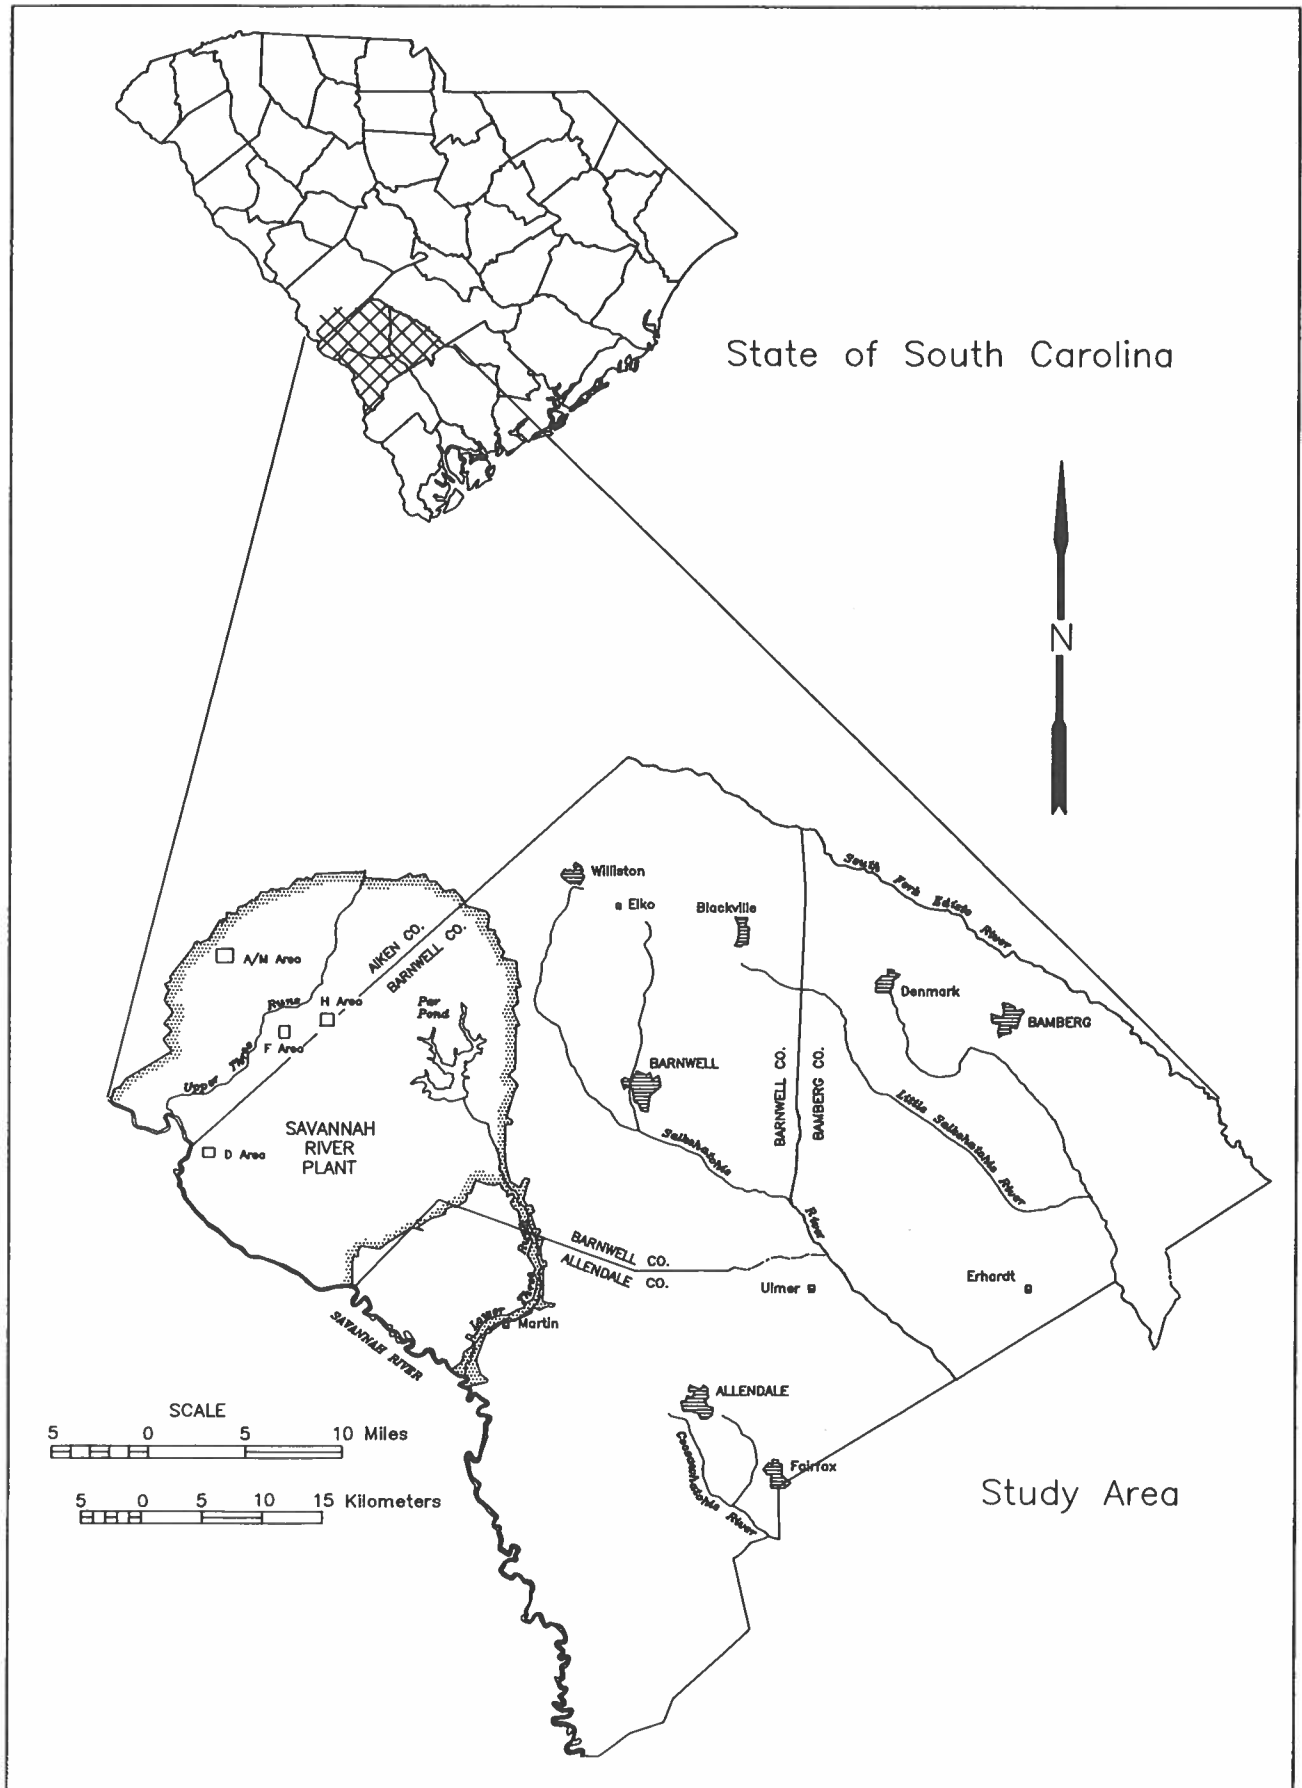 State of South Carolina
N
South Fork Edisto River
Williston
Elko
Blackville
AIKEN CO.
BARNWELL CO.
A/M Area
Denmark
BAMBERG
Par
Pond
H Area
F Area
Upper Three Runs
BARNWELL
BARNWELL CO.
BAMBERG CO.
Little Salkehatchie River
SAVANNAH
RIVER
PLANT
D Area
Salkehatchie River
BARNWELL CO.
ALLENDALE CO.
Ulmer
Erhardt
Lower Three
Martin
SAVANNAH RIVER
ALLENDALE
SCALE
5 0 5 10 Miles
5 0 5 10 15 Kilometers
Coosawhatchie River
Fairfax
Study Area